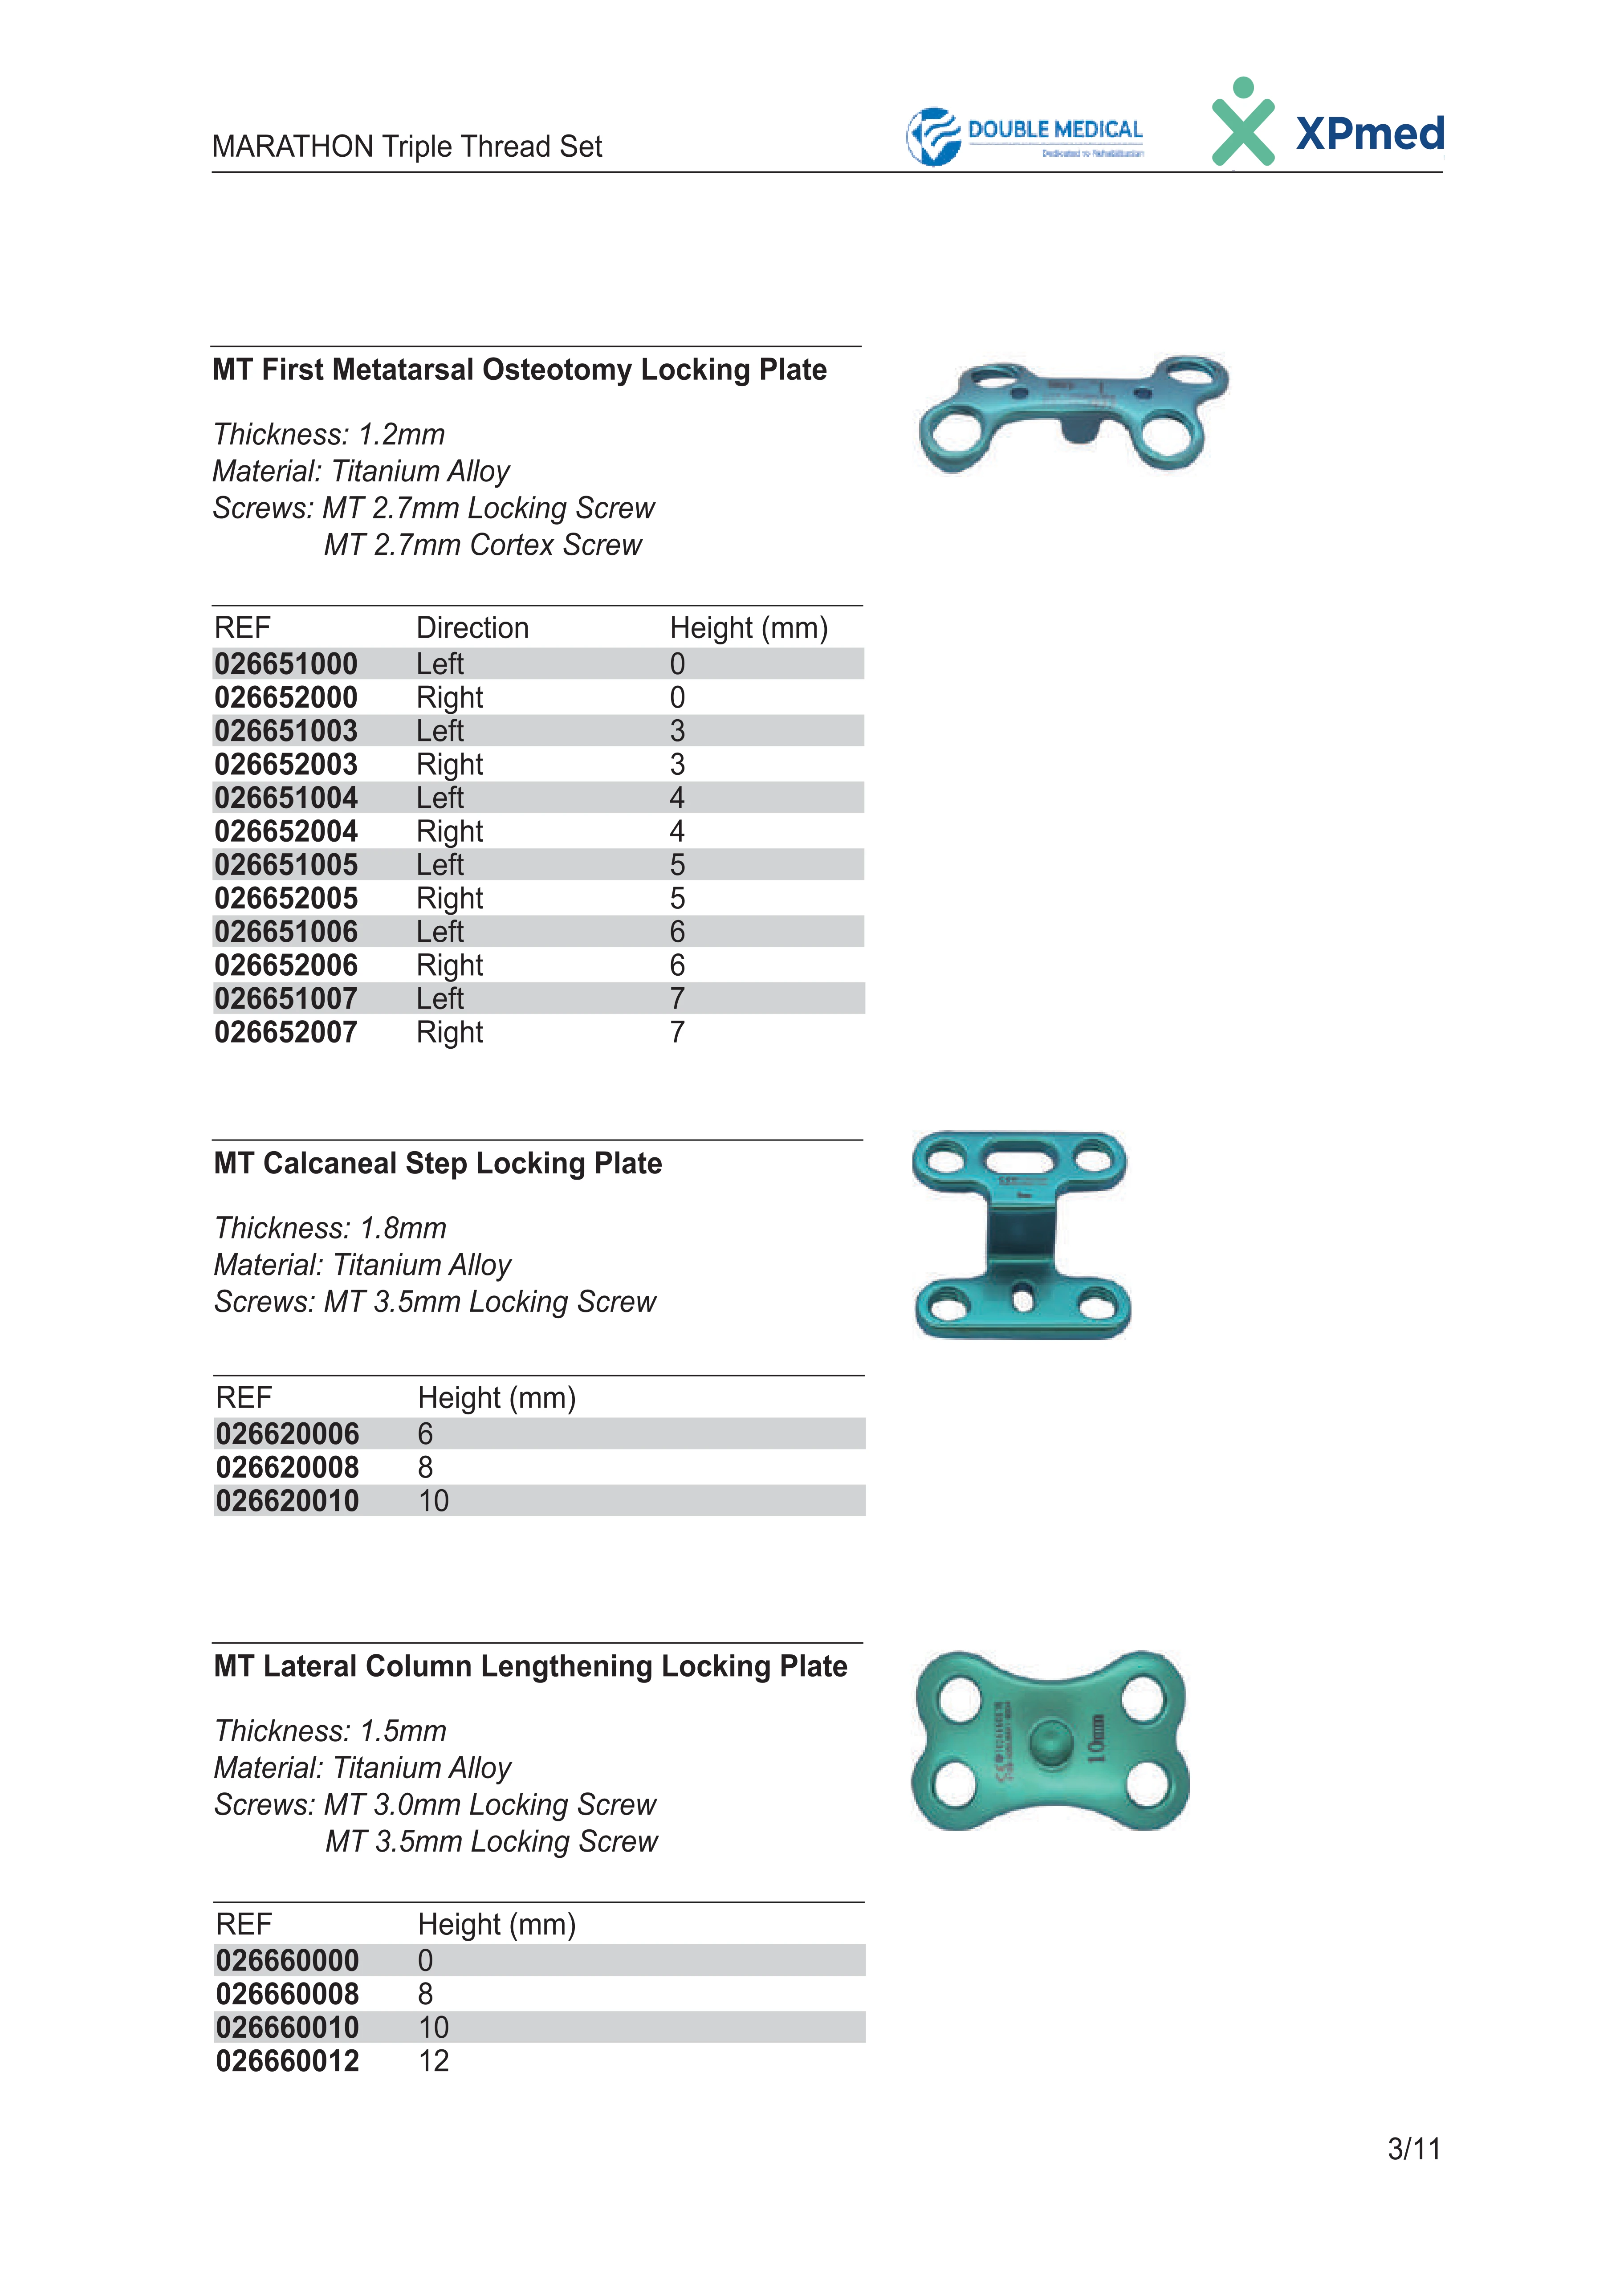 MARATHON Triple Thread Set
DOUBLE MEDICAL
Dedicated to Rehabilitation
XPmed
MT First Metatarsal Osteotomy Locking Plate
Thickness: 1.2mm
Material: Titanium Alloy
Screws: MT 2.7mm Locking Screw
MT 2.7mm Cortex Screw
REF Direction Height (mm)
026651000 Left 0
026652000 Right 0
026651003 Left 3
026652003 Right 3
026651004 Left 4
026652004 Right 4
026651005 Left 5
026652005 Right 5
026651006 Left 6
026652006 Right 6
026651007 Left 7
026652007 Right 7
MT Calcaneal Step Locking Plate
Thickness: 1.8mm
Material: Titanium Alloy
Screws: MT 3.5mm Locking Screw
REF Height (mm)
026620006 6
026620008 8
026620010 10
MT Lateral Column Lengthening Locking Plate
Thickness: 1.5mm
Material: Titanium Alloy
Screws: MT 3.0mm Locking Screw
MT 3.5mm Locking Screw
10mm
REF Height (mm)
026660000 0
026660008 8
026660010 10
026660012 12
3/11